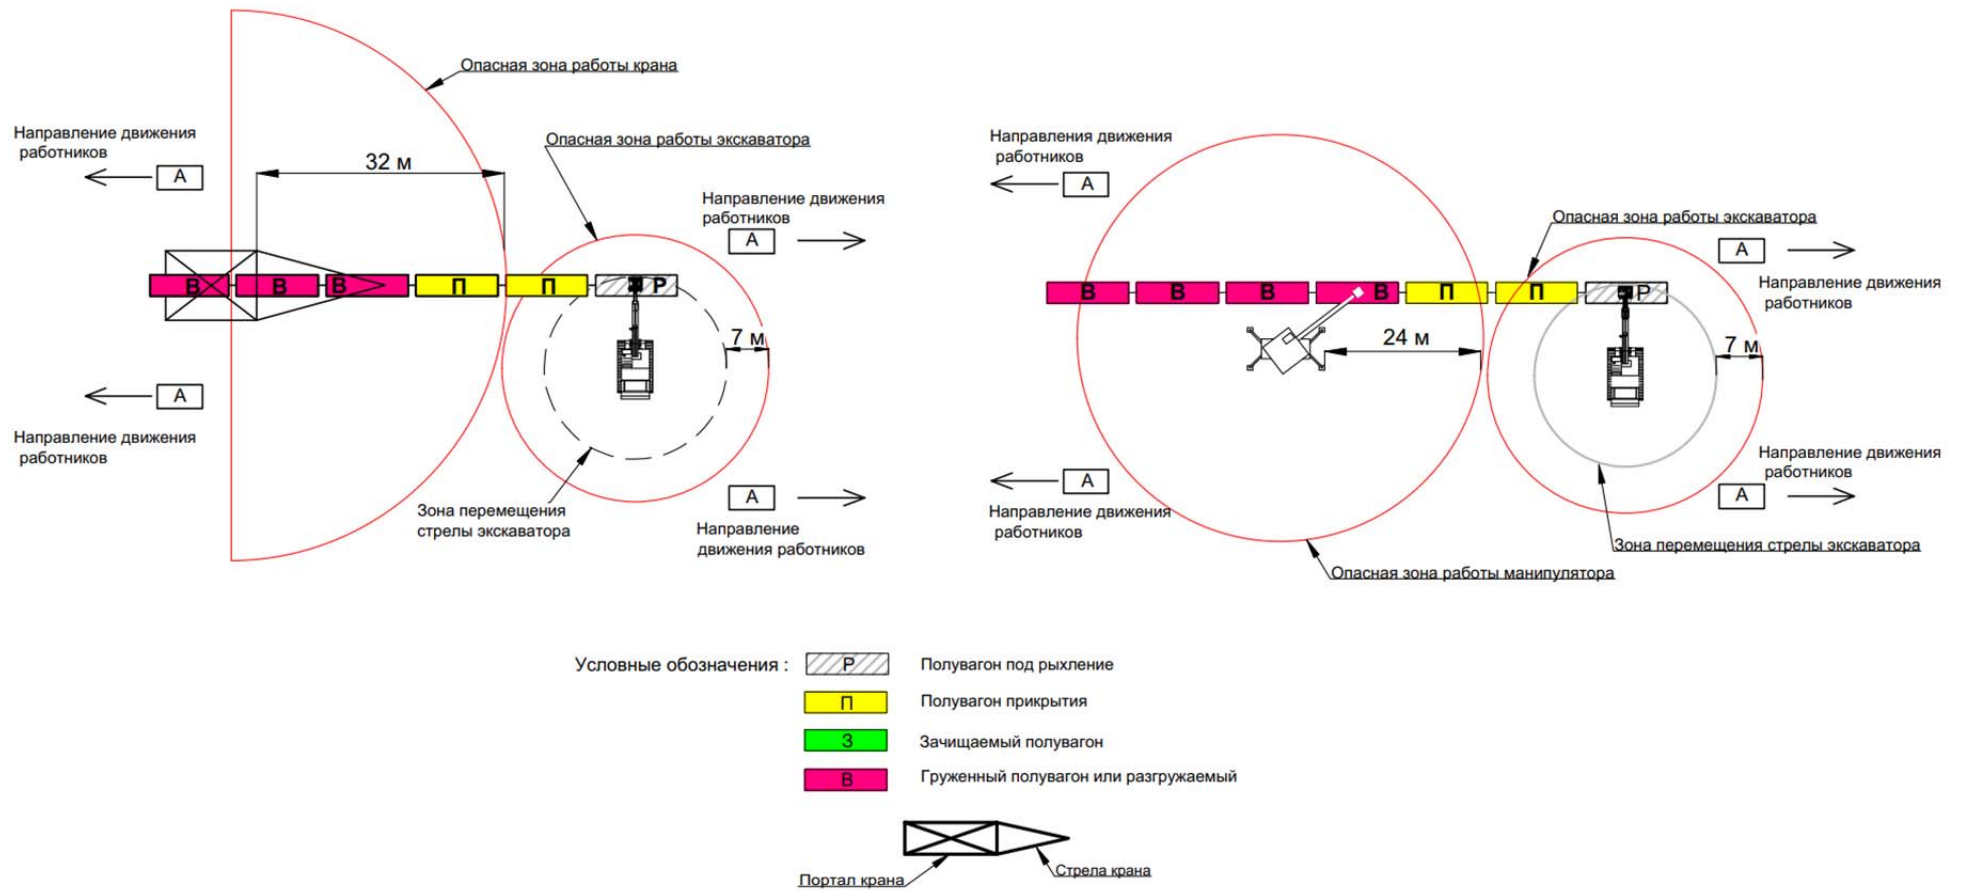 Опасная зона работы крана
Направление движения
работников
А
32 м
Опасная зона работы экскаватора
Направление движения
работников
А
В
В
В
П
П
Р
7 м
А
Направление движения
работников
Зона перемещения
стрелы экскаватора
А
Направление
движения работников
Направления движения
работников
А
Опасная зона работы экскаватора
А
Направление движения
работников
В
В
В
В
П
П
Р
24 м
7 м
А
Направление движения
работников
Направление движения
работников
А
Зона перемещения стрелы экскаватора
Опасная зона работы манипулятора
Условные обозначения :
Р
Полувагон под рыхление
П
Полувагон прикрытия
З
Зачищаемый полувагон
В
Груженный полувагон или разгружаемый
Портал крана
Стрела крана